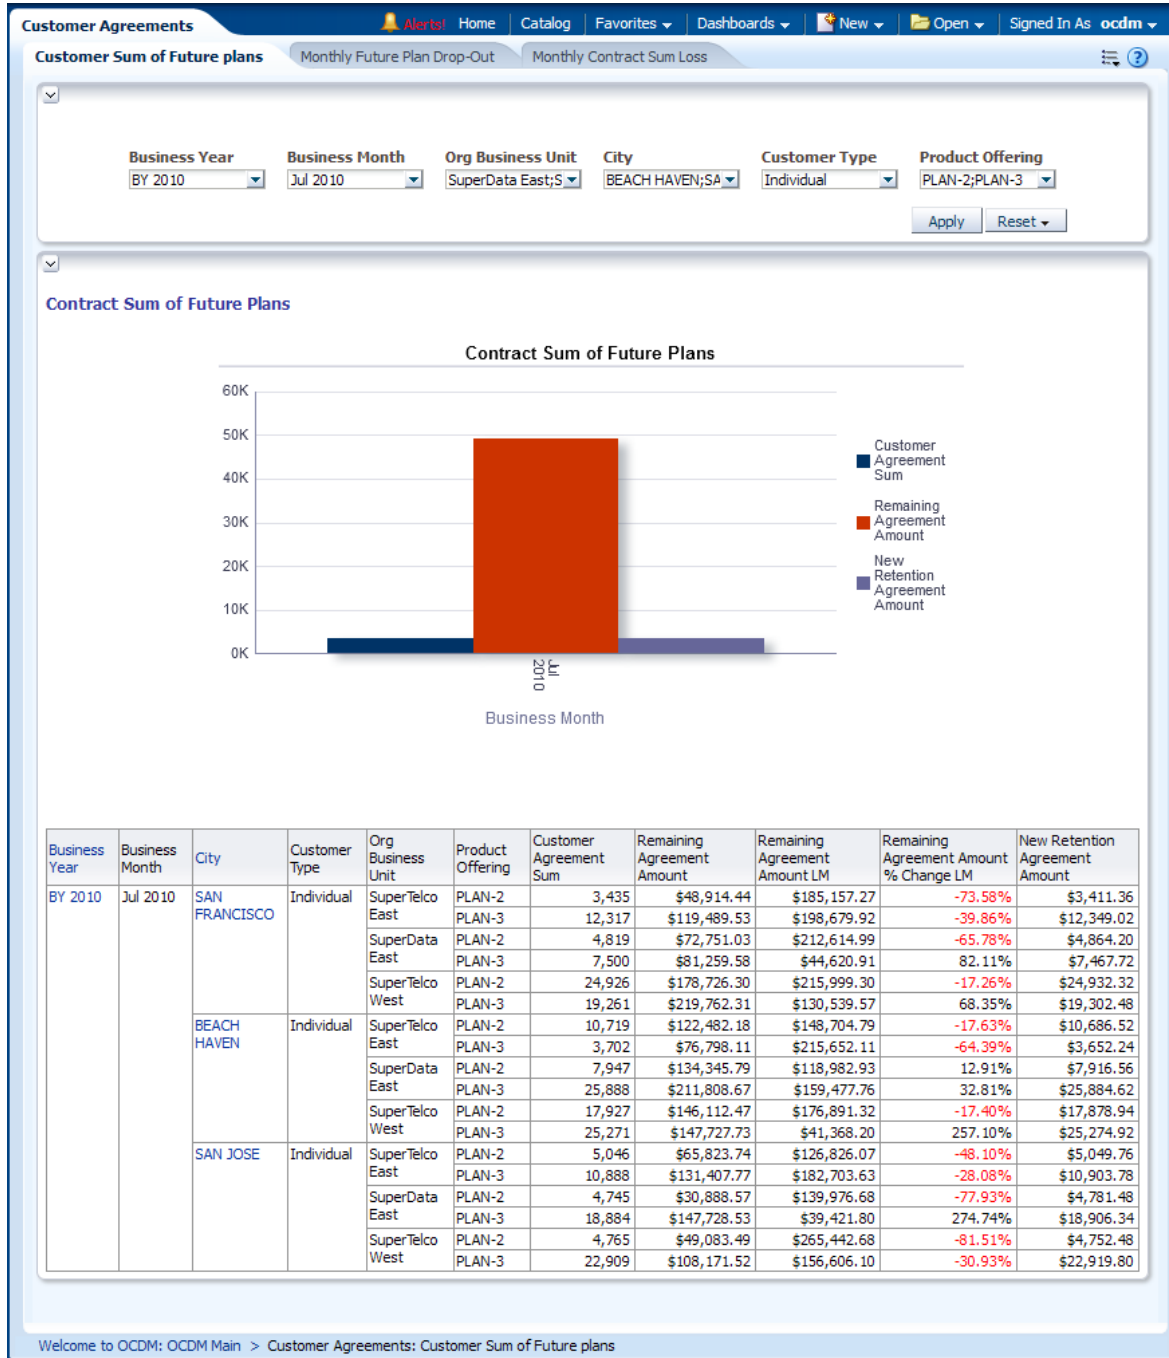 Customer Agreements
Alerts! Home Catalog Favorites Dashboards New Open Signed In As ocdm
Customer Sum of Future plans Monthly Future Plan Drop-Out Monthly Contract Sum Loss
Business Year Business Month Org Business Unit City Customer Type Product Offering
BY 2010 Jul 2010 SuperData East;S BEACH HAVEN;SA Individual PLAN-2;PLAN-3
Apply Reset
Contract Sum of Future Plans
Contract Sum of Future Plans
60K
50K
40K
30K
20K
10K
0K
Jul
2010
Business Month
Customer
Agreement
Sum
Remaining
Agreement
Amount
New
Retention
Agreement
Amount
Business Year Business Month City Customer Type Org Business Unit Product Offering Customer Agreement Sum Remaining Agreement Amount Remaining Agreement Amount LM Remaining Agreement Amount % Change LM New Retention Agreement Amount
BY 2010 Jul 2010 SAN FRANCISCO Individual SuperTelco East PLAN-2 3,435 $48,914.44 $185,157.27 -73.58% $3,411.36
PLAN-3 12,317 $119,489.53 $198,679.92 -39.86% $12,349.02
SuperData East PLAN-2 4,819 $72,751.03 $212,614.99 -65.78% $4,864.20
PLAN-3 7,500 $81,259.58 $44,620.91 82.11% $7,467.72
SuperTelco West PLAN-2 24,926 $178,726.30 $215,999.30 -17.26% $24,932.32
PLAN-3 19,261 $219,762.31 $130,539.57 68.35% $19,302.48
BEACH HAVEN Individual SuperTelco East PLAN-2 10,719 $122,482.18 $148,704.79 -17.63% $10,686.52
PLAN-3 3,702 $76,798.11 $215,652.11 -64.39% $3,652.24
SuperData East PLAN-2 7,947 $134,345.79 $118,982.93 12.91% $7,916.56
PLAN-3 25,888 $211,808.67 $159,477.76 32.81% $25,884.62
SuperTelco West PLAN-2 17,927 $146,112.47 $176,891.32 -17.40% $17,878.94
PLAN-3 25,271 $147,727.73 $41,368.20 257.10% $25,274.92
SAN JOSE Individual SuperTelco East PLAN-2 5,046 $65,823.74 $126,826.07 -48.10% $5,049.76
PLAN-3 10,888 $131,407.77 $182,703.63 -28.08% $10,903.78
SuperData East PLAN-2 4,745 $30,888.57 $139,976.68 -77.93% $4,781.48
PLAN-3 18,884 $147,728.53 $39,421.80 274.74% $18,906.34
SuperTelco West PLAN-2 4,765 $49,083.49 $265,442.68 -81.51% $4,752.48
PLAN-3 22,909 $108,171.52 $156,606.10 -30.93% $22,919.80
Welcome to OCDM: OCDM Main > Customer Agreements: Customer Sum of Future plans